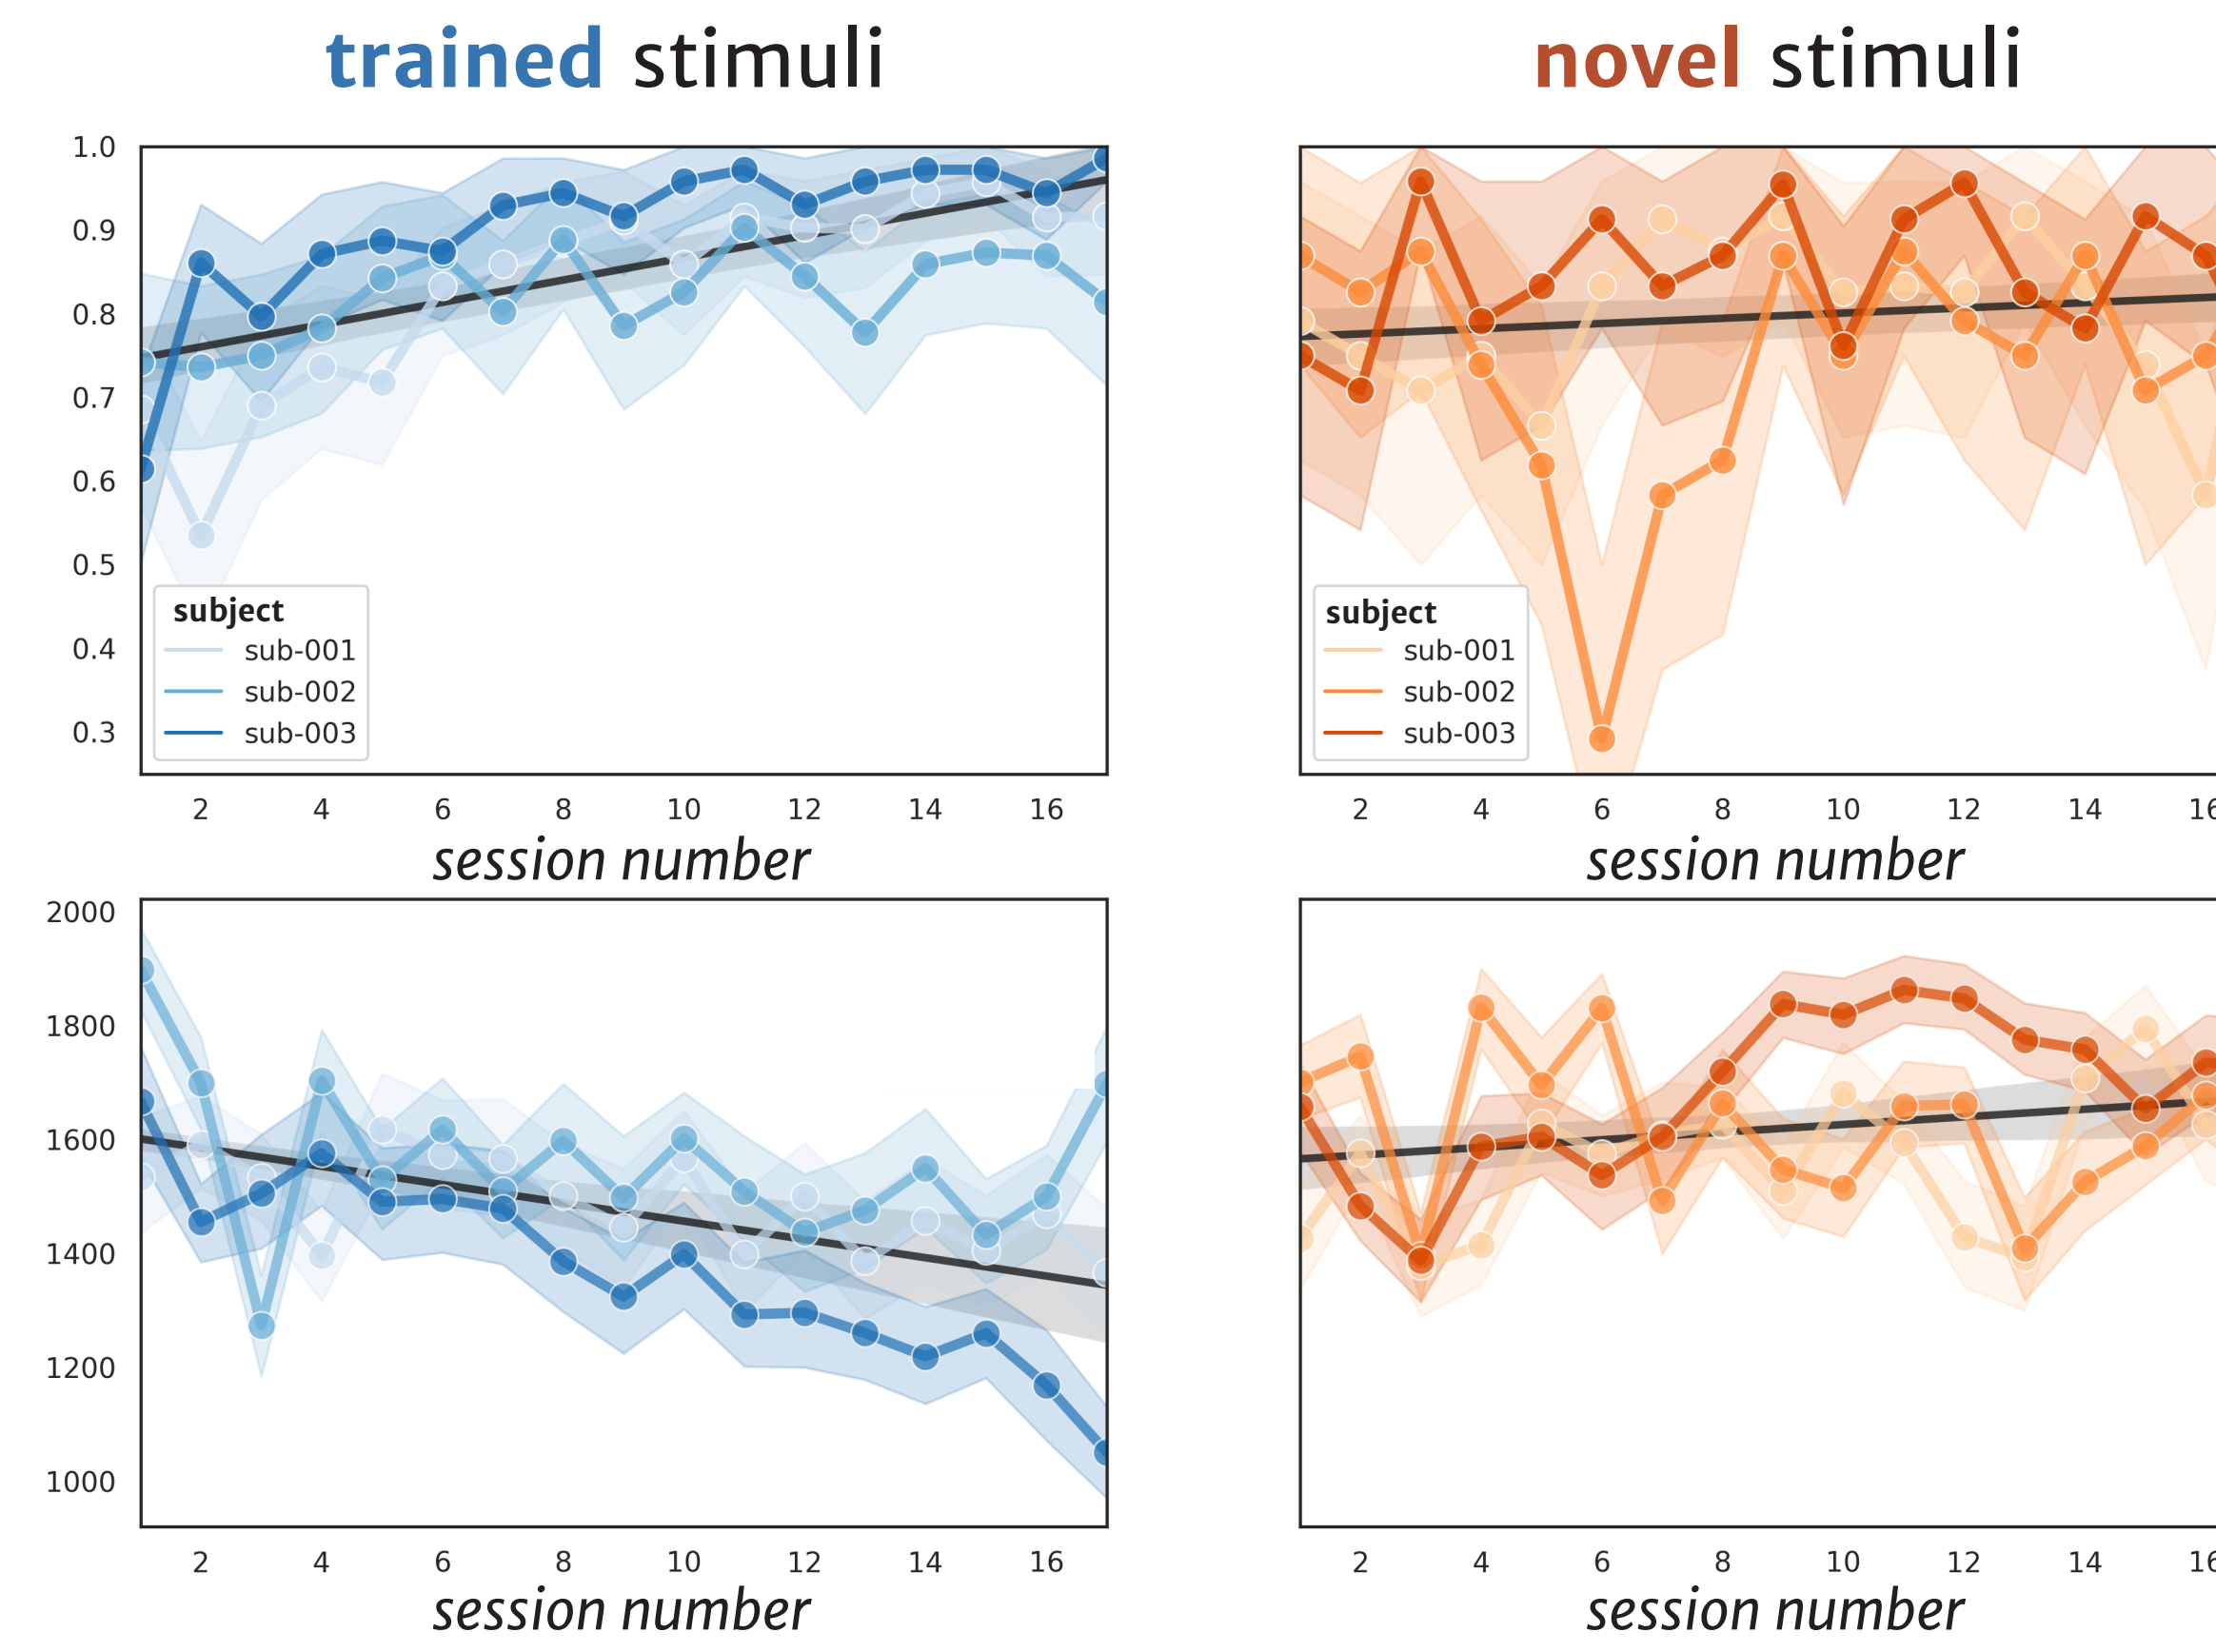 trained stimuli
novel stimuli
1.0
0.9
0.8
0.7
0.6
0.5
0.4
0.3
subject
sub-001
sub-002
sub-003
2 4 6 8 10 12 14 16
session number
subject
sub-001
sub-002
sub-003
2 4 6 8 10 12 14 16
session number
2000
1800
1600
1400
1200
1000
2 4 6 8 10 12 14 16
session number
2 4 6 8 10 12 14 16
session number